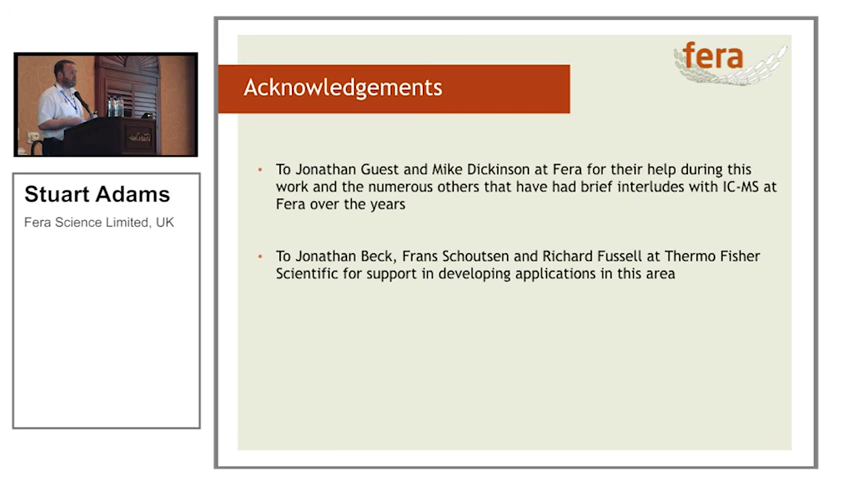 fera
Acknowledgements
Stuart Adams
Fera Science Limited, UK
• To Jonathan Guest and Mike Dickinson at Fera for their help during this
work and the numerous others that have had brief interludes with IC-MS at
Fera over the years
• To Jonathan Beck, Frans Schoutsen and Richard Fussell at Thermo Fisher
Scientific for support in developing applications in this area